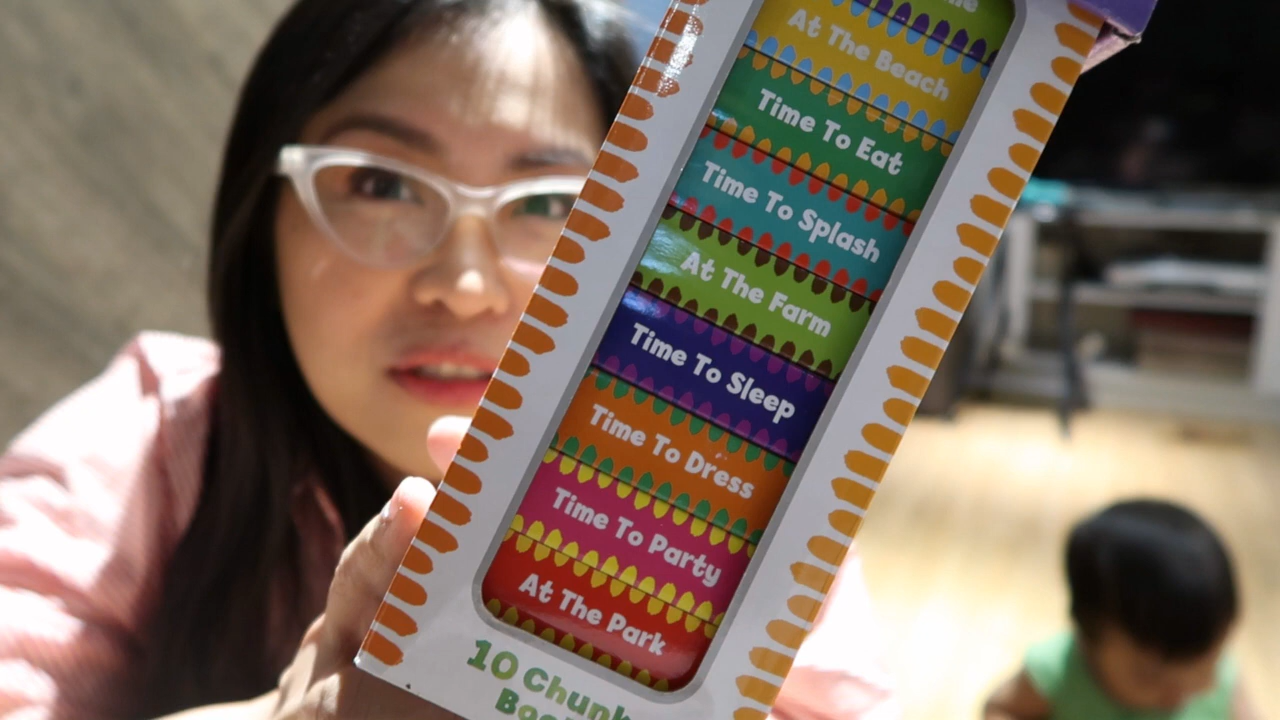 At The Beach
Time To Eat
Time To Splash
At The Farm
Time To Sleep
Time To Dress
Time To Party
At The Park
10